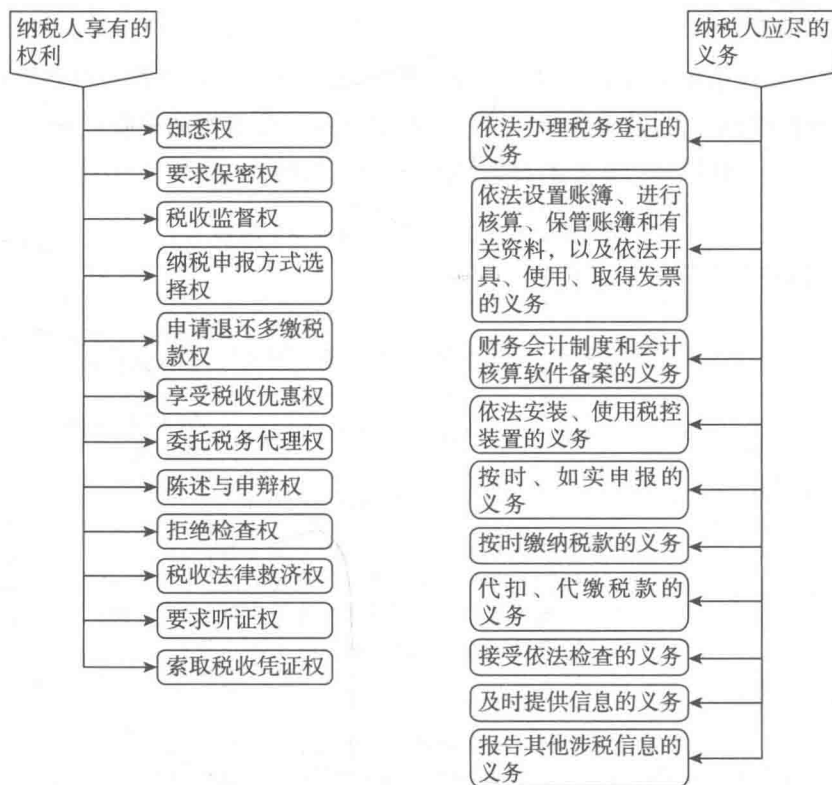 纳税人享有的
权利
知悉权
要求保密权
税收监督权
纳税申报方式选
择权
申请退还多缴税
款权
享受税收优惠权
委托税务代理权
陈述与申辩权
拒绝检查权
税收法律救济权
要求听证权
索取税收凭证权
纳税人应尽的
义务
依法办理税务登记的
义务
依法设置账簿、进行
核算、保管账簿和有
关资料，以及依法开
具、使用、取得发票
的义务
财务会计制度和会计
核算软件备案的义务
依法安装、使用税控
装置的义务
按时、如实申报的
义务
按时缴纳税款的义务
代扣、代缴税款的
义务
接受依法检查的义务
及时提供信息的义务
报告其他涉税信息的
义务